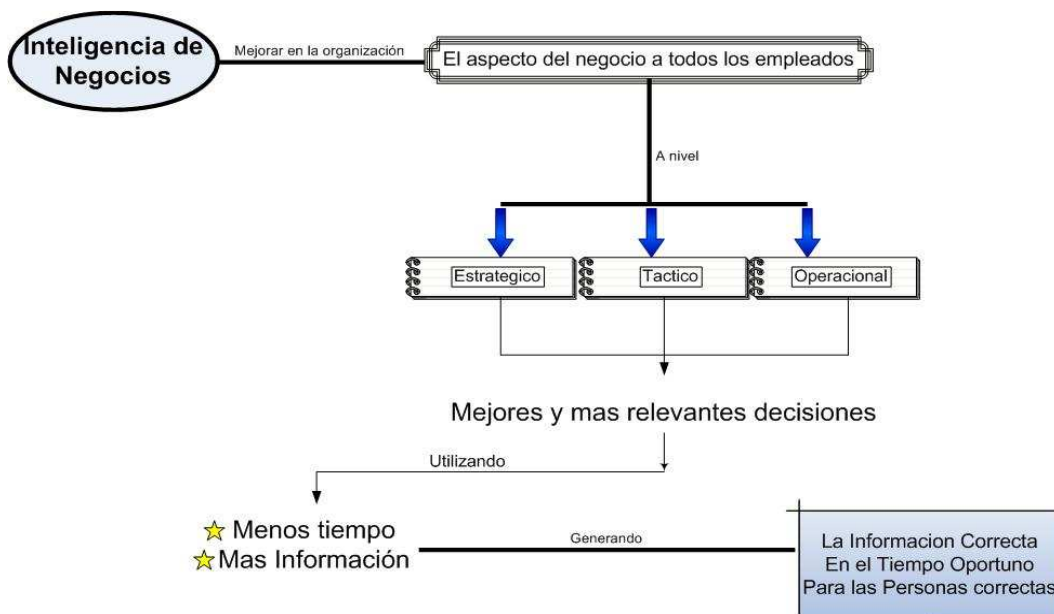 Inteligencia de
Negocios
Mejorar en la organización
El aspecto del negocio a todos los empleados
A nivel
Estrategico
Tactico
Operacional
Mejores y mas relevantes decisiones
Utilizando
Menos tiempo
Mas Información
Generando
La Informacion Correcta
En el Tiempo Oportuno
Para las Personas correctas